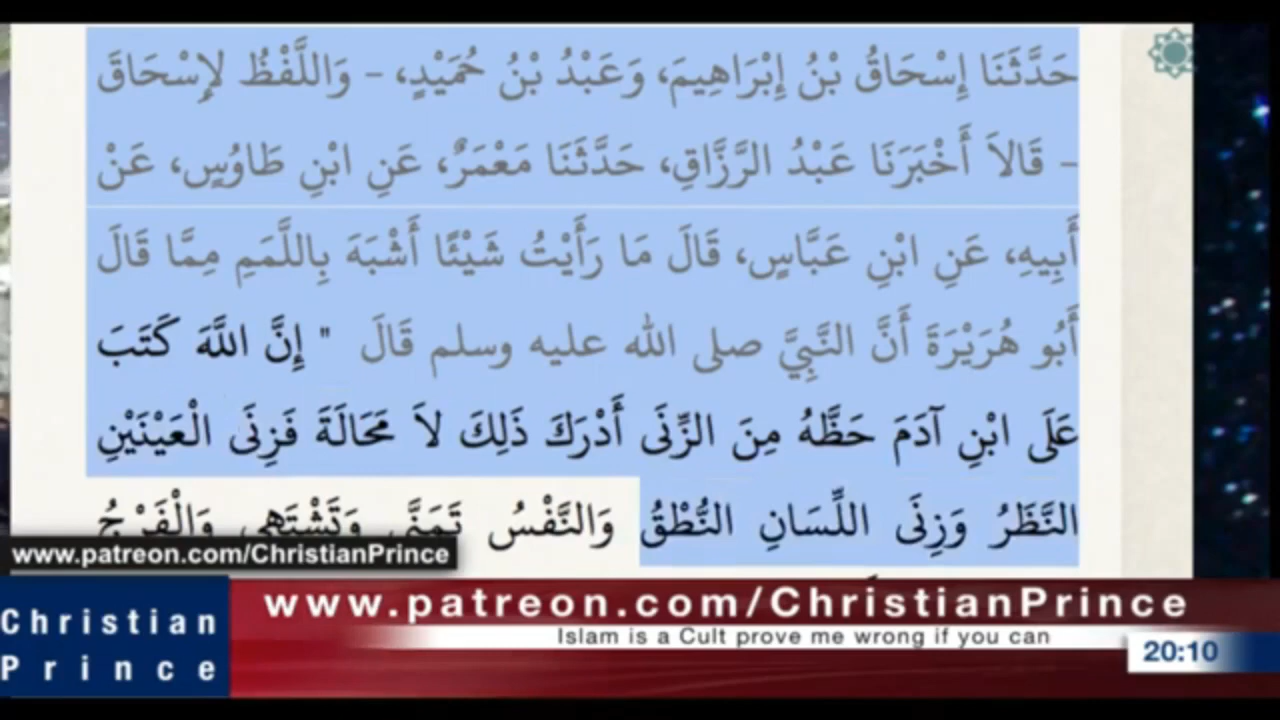 حَدَّثَنَا إِسْحَاقُ بْنُ إِبْرَاهِيمَ، وَعَبْدُ بْنُ حُمَيْدٍ، - وَاللَّفْظُ لإِسْحَاقَ
- قَالاَ أَخْبَرَنَا عَبْدُ الرَّزَّاقِ، حَدَّثَنَا مَعْمَرٌ، عَنِ ابْنِ طَاوُسٍ، عَنْ
أَبِيهِ، عَنِ ابْنِ عَبَّاسٍ، قَالَ مَا رَأَيْتُ شَيْئًا أَشْبَهَ بِاللَّمَمِ مِمَّا قَالَ
أَبُو هُرَيْرَةَ أَنَّ النَّبِيَّ صلى الله عليه وسلم قَالَ " إِنَّ اللَّهَ كَتَبَ
عَلَى ابْنِ آدَمَ حَظَّهُ مِنَ الزِّنَى أَدْرَكَ ذَلِكَ لاَ مَحَالَةَ فَزِنَى الْعَيْنَيْنِ
النَّظَرُ وَزِنَى اللِّسَانِ النُّطْقُ وَالنَّفْسُ تَمَنَّى وَتَشْتَهِي وَالْفَرْجُ
www.patreon.com/ChristianPrince
www.patreon.com/ChristianPrince
Islam is a Cult prove me wrong if you can
Christian
Prince
20:10